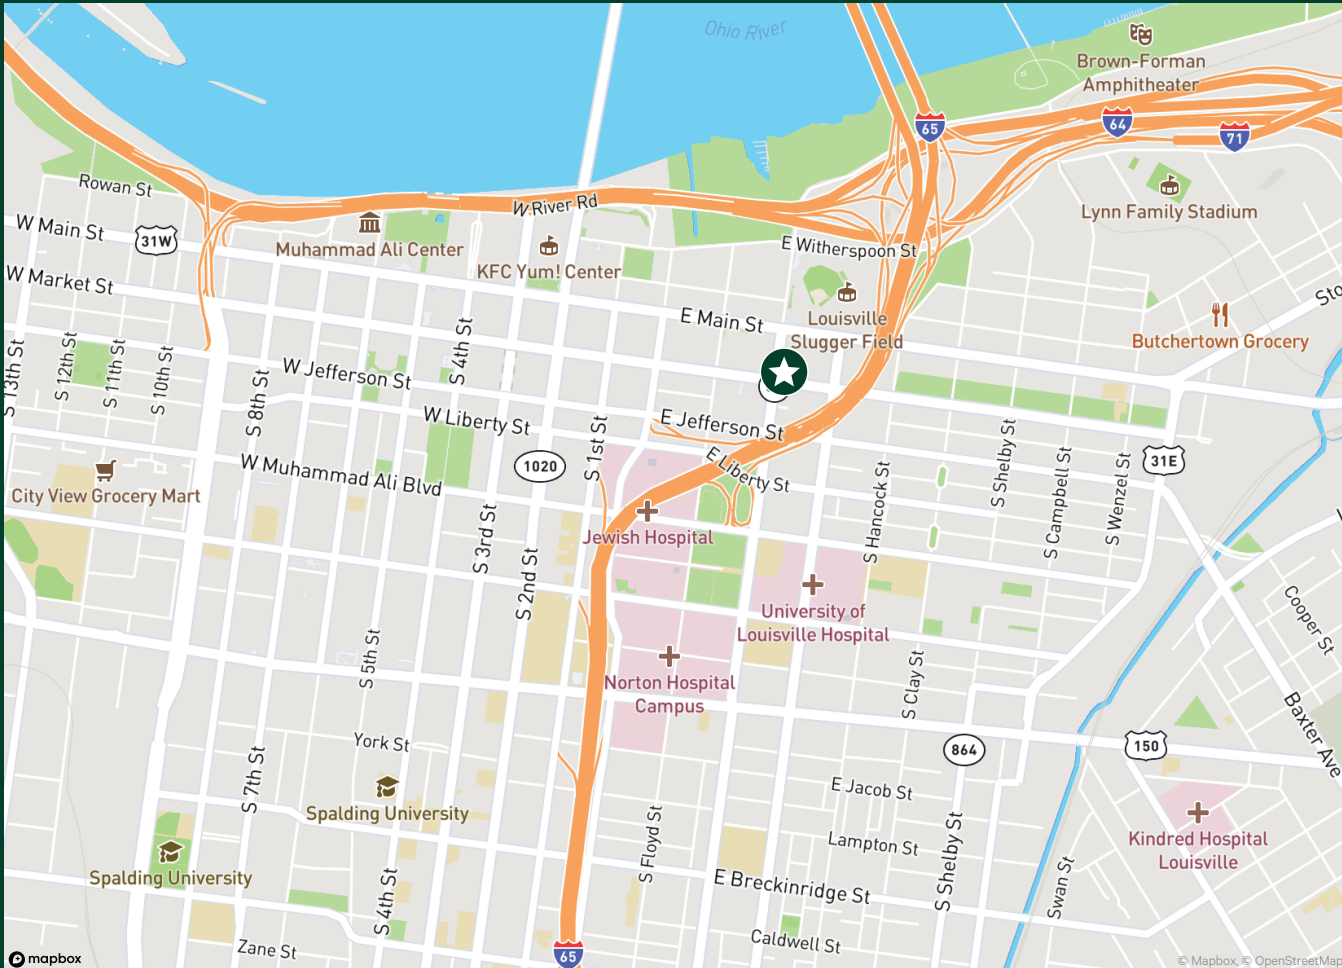 Ohio River
Brown-Forman
Amphitheater
65
64
71
Rowan St
W Main St
31W
Muhammad Ali Center
W River Rd
KFC Yum! Center
E Witherspoon St
Lynn Family Stadium
W Market St
Louisville
Slugger Field
E Main St
Butchertown Grocery
S 13th St
S 12th St
S 11th St
S 10th St
S 8th St
W Jefferson St
S 4th St
W Liberty St
E Jefferson St
S 1st St
E Liberty St
1020
W Muhammad Ali Blvd
City View Grocery Mart
31E
S Shelby St
S Campbell St
S Wenzel St
S Hancock St
Jewish Hospital
S 3rd St
S 2nd St
University of
Louisville Hospital
Cooper St
S 5th St
Norton Hospital
Campus
S Clay St
Baxter Ave
York St
864
150
S 7th St
Spalding University
E Jacob St
Kindred Hospital
Louisville
S Floyd St
Lampton St
S Shelby St
Spalding University
E Breckinridge St
Swan St
S 4th St
Zane St
65
Caldwell St
mapbox
© Mapbox, © OpenStreetMap